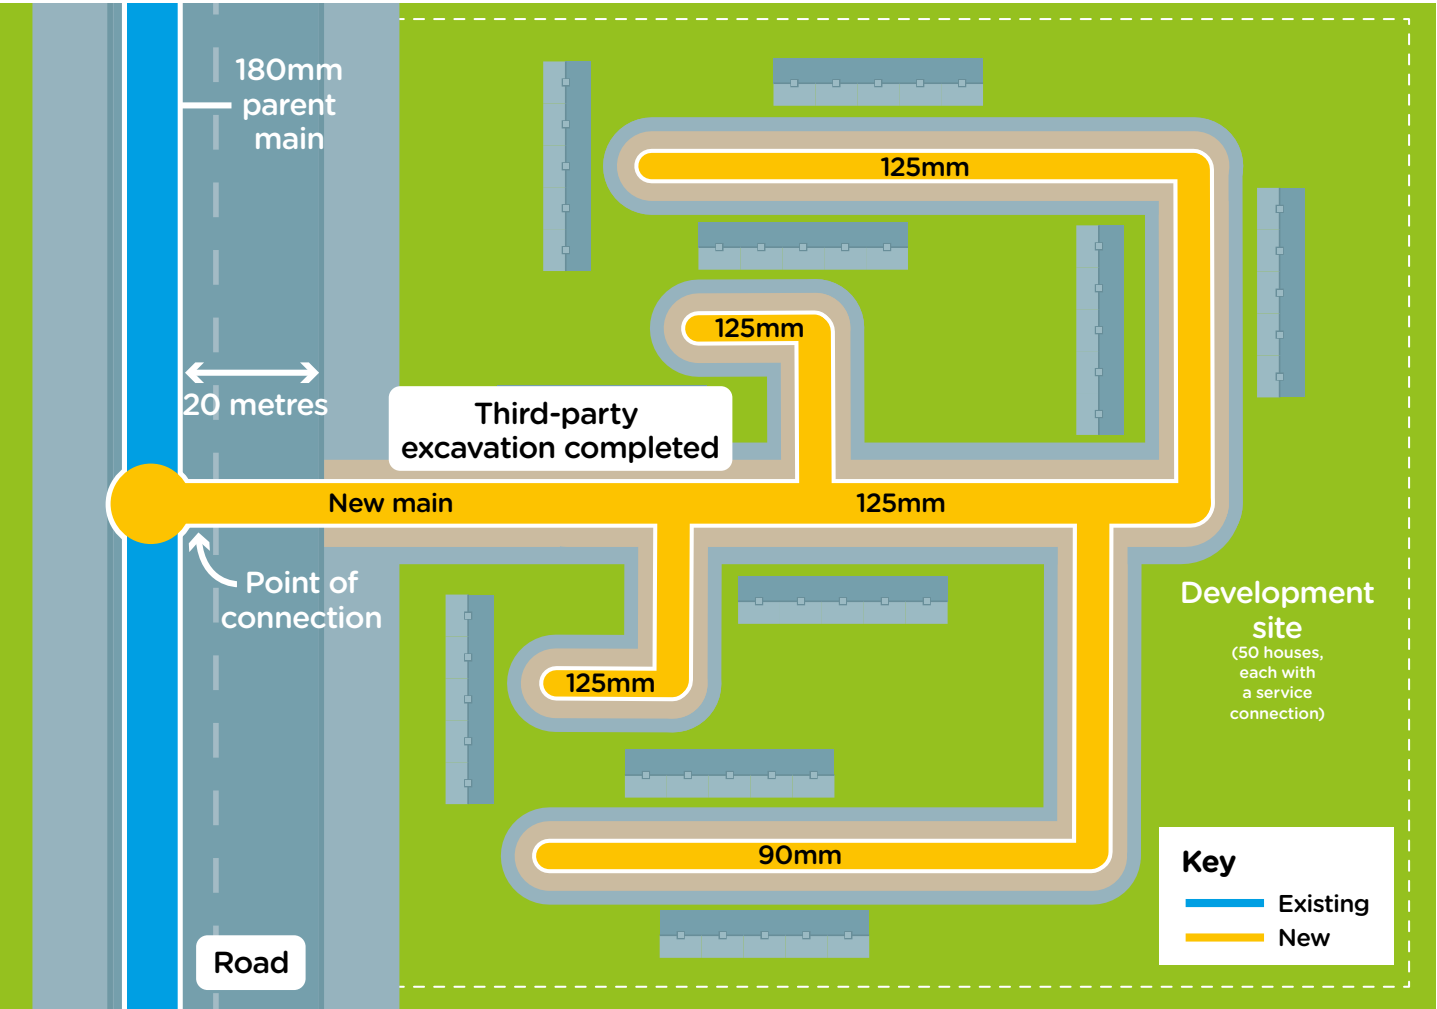 180mm
parent
main
125mm
125mm
20 metres
Third-party
excavation completed
New main
125mm
Point of
connection
Development
site
(50 houses,
each with
a service
connection)
125mm
90mm
Key
Existing
New
Road